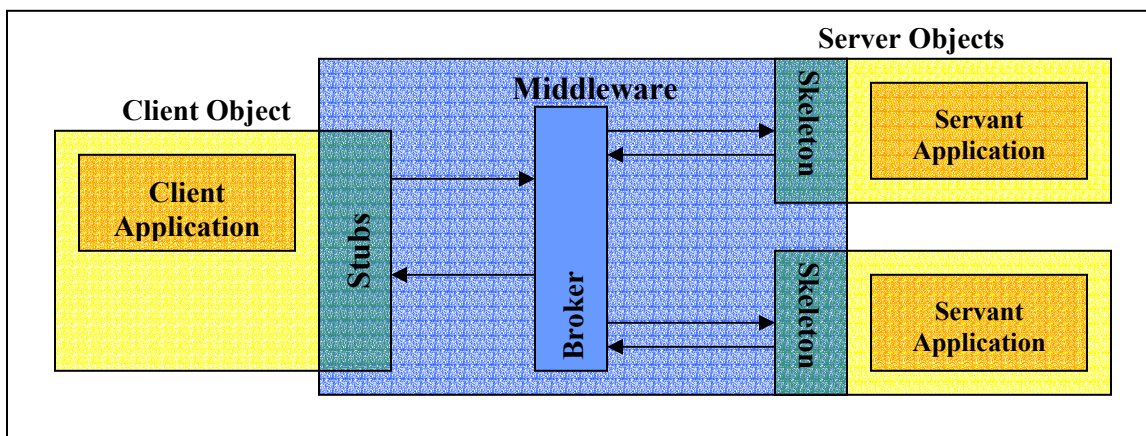 Server Objects
Middleware
Client Object
Skeleton
Servant
Application
Client
Application
Stubs
Broker
Skeleton
Servant
Application